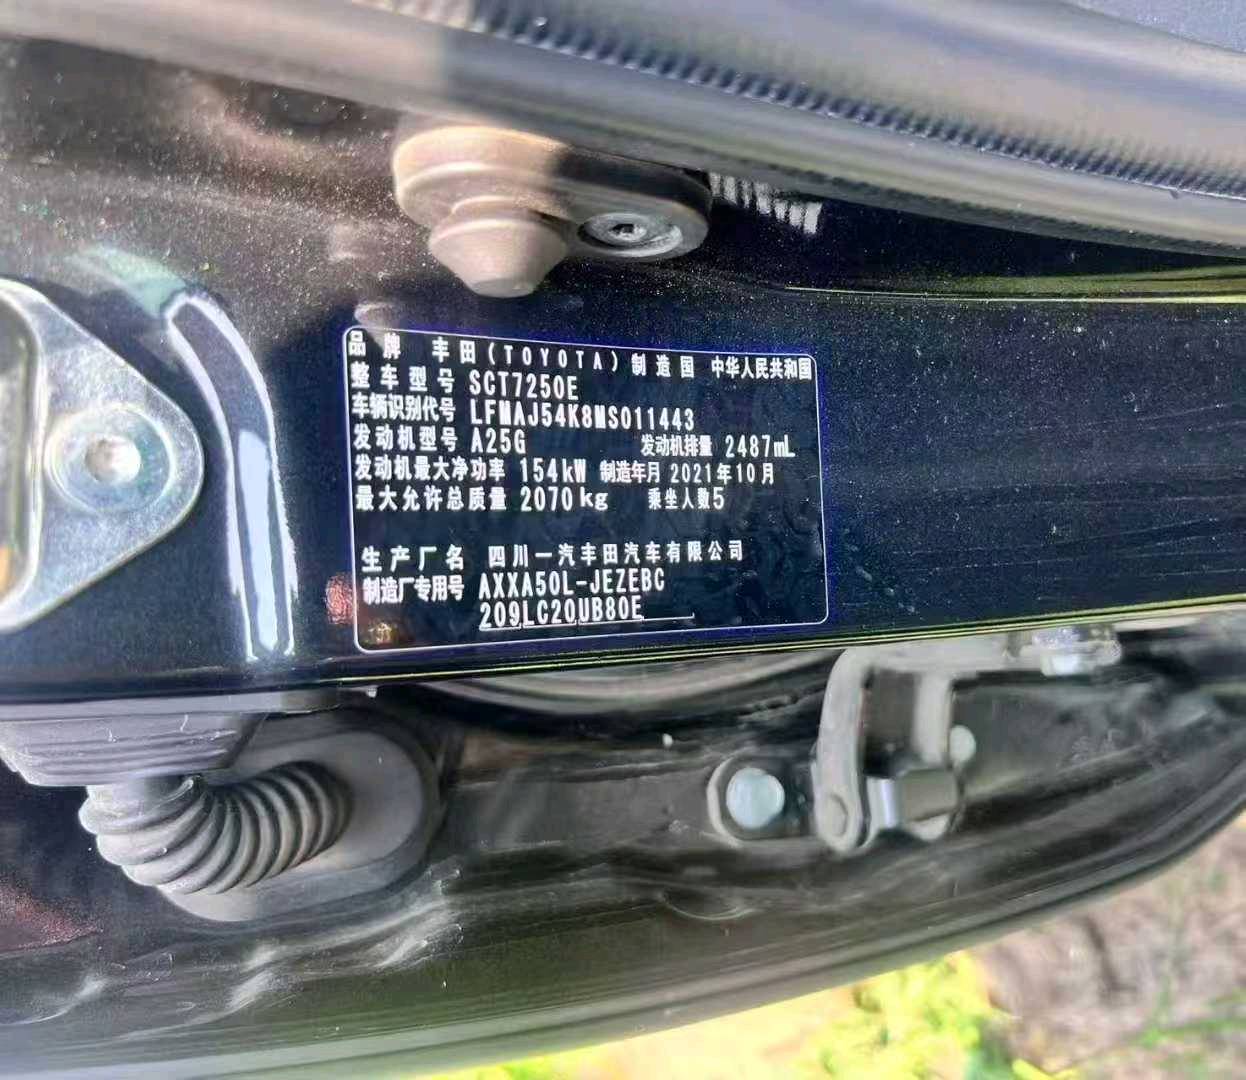 品牌 丰田(TOYOTA) 制造国 中华人民共和国
整车型号 SCT7250E
车辆识别代号 LFMAJ54K8MS011443
发动机型号 A25G 发动机排量 2487mL
发动机最大净功率 154kW 制造年月 2021年10月
最大允许总质量 2070kg 乘坐人数5
生产厂名 四川一汽丰田汽车有限公司
制造厂专用号 AXXA50L-JEZEBC
209LC20UB80E